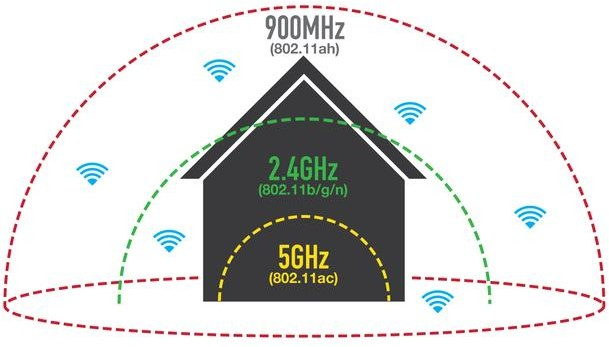 900MHz
(802.11ah)
2.4GHz
(802.11b/g/n)
5GHz
(802.11ac)